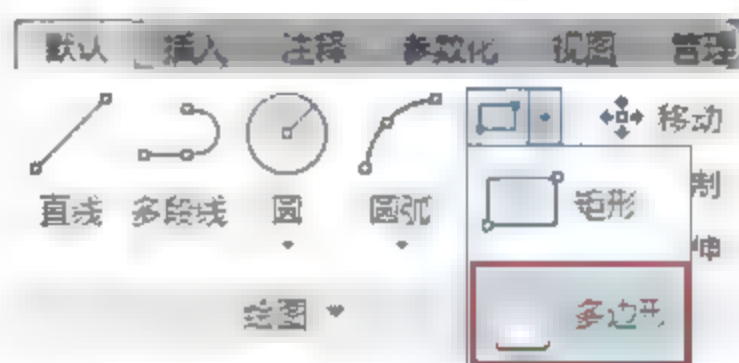 默认 插入 注释 参数化 视图 管理
移动
直线 多段线 圆 圆弧 矩形
绘图 多边形